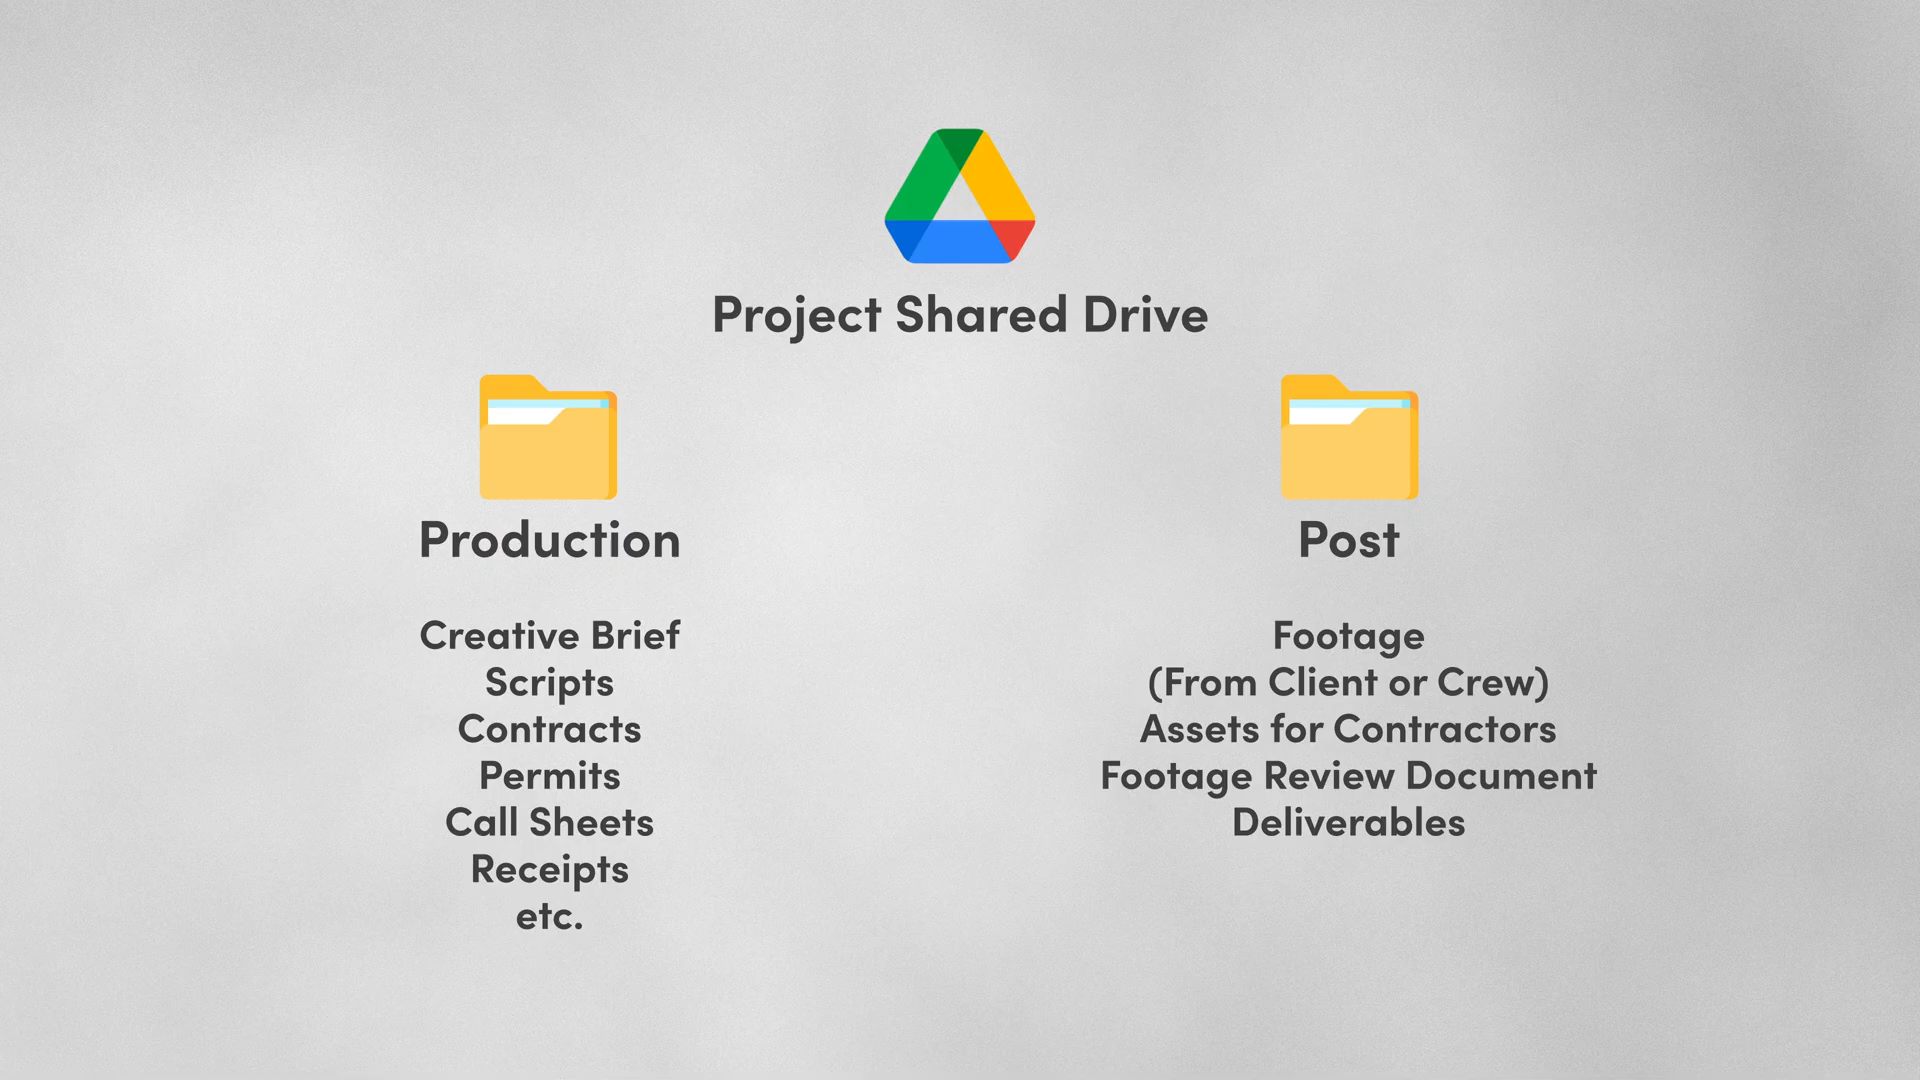 Project Shared Drive
Production
Creative Brief
Scripts
Contracts
Permits
Call Sheets
Receipts
etc.
Post
Footage
(From Client or Crew)
Assets for Contractors
Footage Review Document
Deliverables